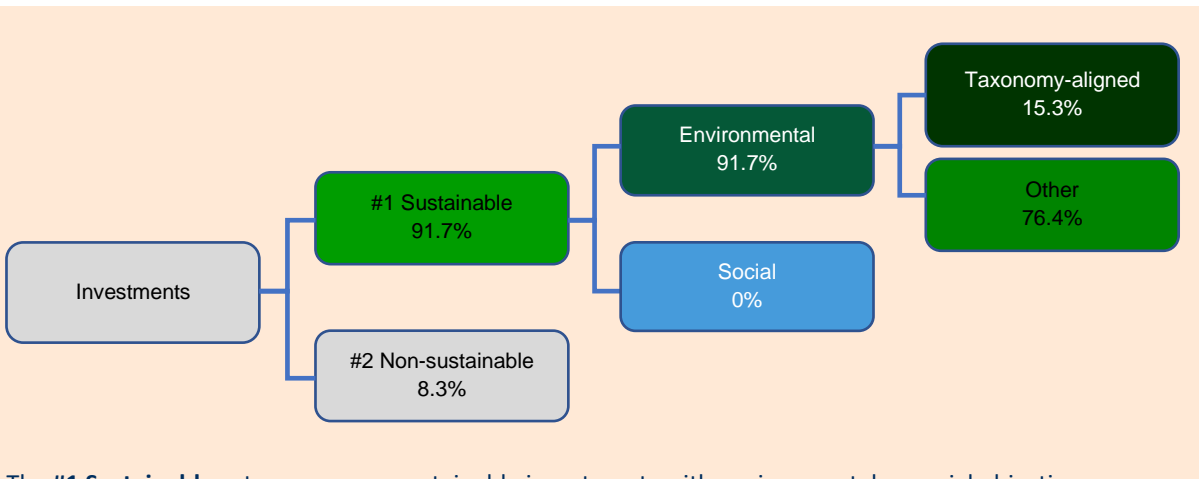 Taxonomy-aligned
15.3%
Environmental
91.7%
Other
76.4%
#1 Sustainable
91.7%
Social
0%
Investments
#2 Non-sustainable
8.3%